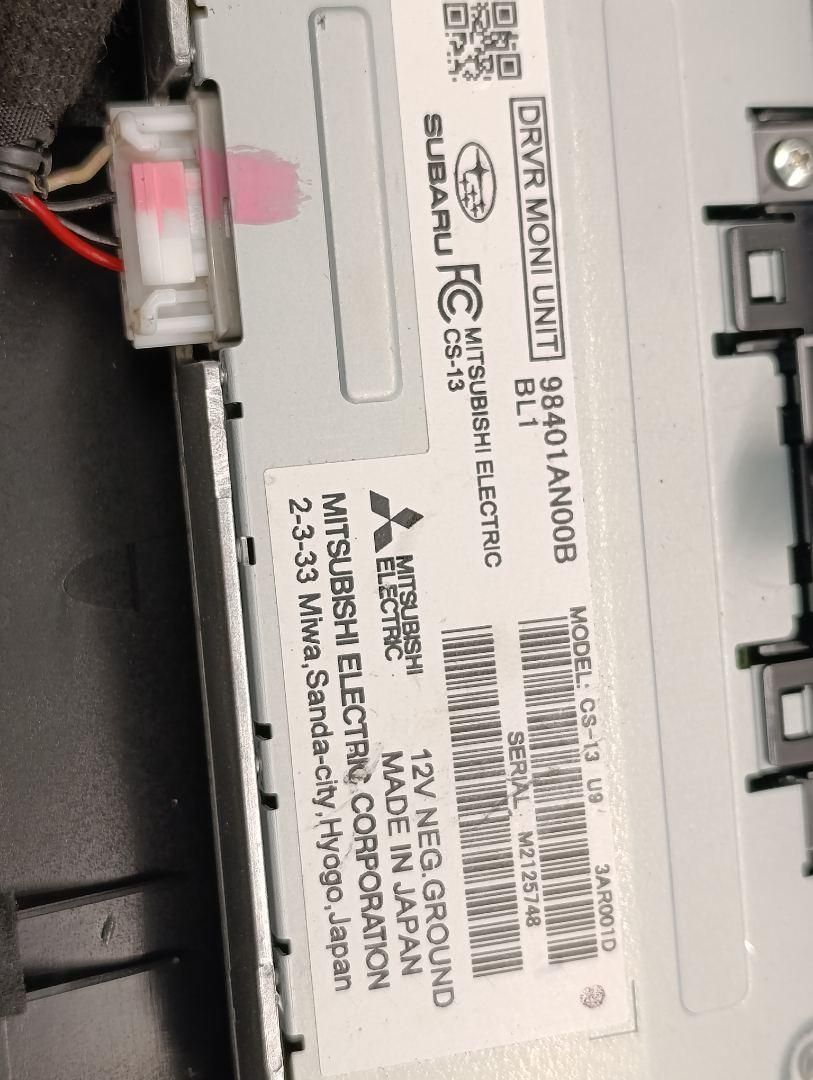 DRVR MONI UNIT 98401AN00B
BL1
SUBARU
FC MITSUBISHI ELECTRIC
CS-13
MODEL: CS-13 U9 3AR001D
SERIAL. M2125748
MITSUBISHI
ELECTRIC
12V NEG.GROUND
MADE IN JAPAN
MITSUBISHI ELECTRIC CORPORATION
2-3-33 Miwa,Sanda-city,Hyogo,Japan